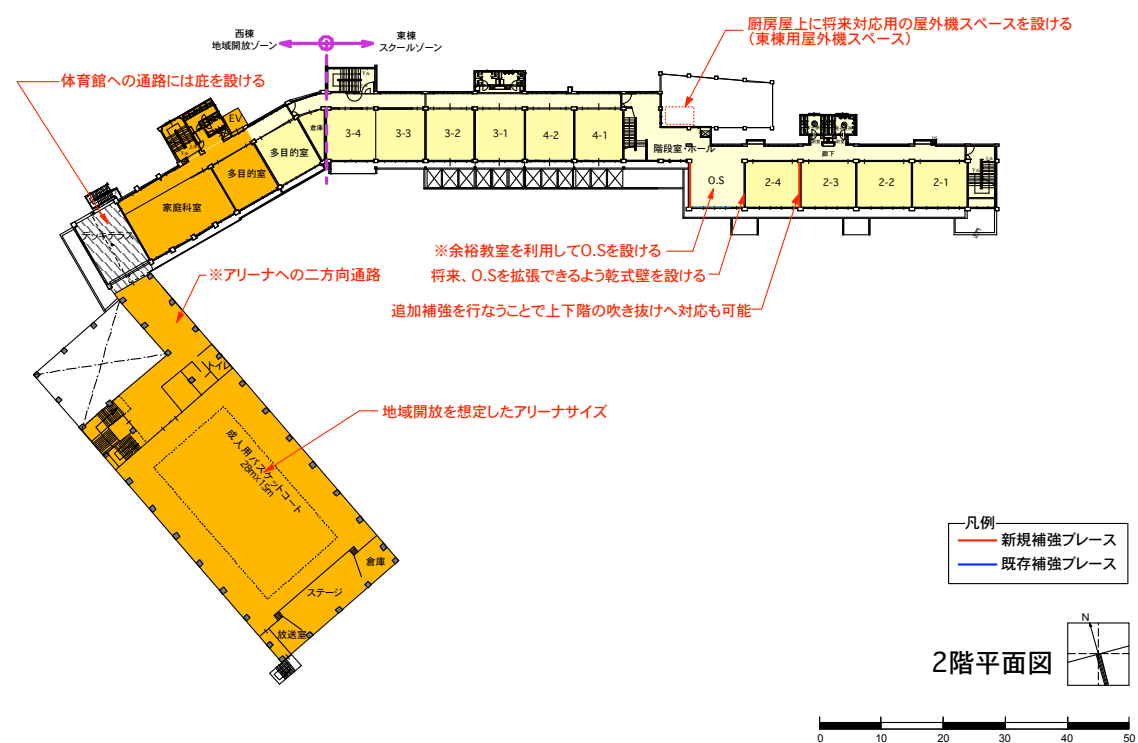 厨房屋上に将来対応用の屋外機スペースを設ける
（東棟用屋外機スペース）
西棟
地域開放ゾーン
東棟
スクールゾーン
体育館への通路には庇を設ける
EV
倉庫
3-4
3-3
3-2
3-1
4-2
4-1
階段室・ホール
廊下
多目的室
多目的室
家庭科室
デッキテラス
O.S
2-4
2-3
2-2
2-1
※余裕教室を利用してO.Sを設ける
将来、O.Sを拡張できるよう乾式壁を設ける
追加補強を行なうことで上下階の吹き抜けへ対応も可能
※アリーナへの二方向通路
トイレ
地域開放を想定したアリーナサイズ
成人用バスケットコート
28m×15m
倉庫
ステージ
放送室
凡例
新規補強ブレース
既存補強ブレース
2階平面図
N
0 10 20 30 40 50